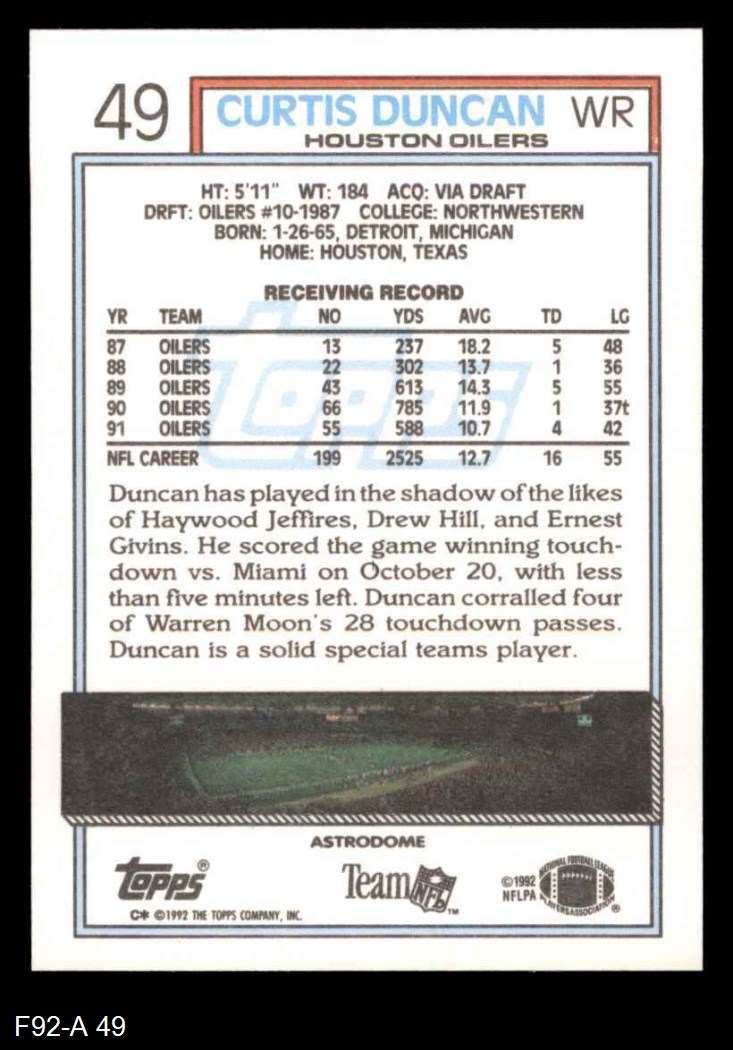 49 CURTIS DUNCAN WR
HOUSTON OILERS
HT: 5'11" WT: 184 ACQ: VIA DRAFT
DRFT: OILERS #10-1987 COLLEGE: NORTHWESTERN
BORN: 1-26-65, DETROIT, MICHIGAN
HOME: HOUSTON, TEXAS
RECEIVING RECORD
YR TEAM NO YDS AVG TD LG
87 OILERS 13 237 18.2 5 48
88 OILERS 22 302 13.7 1 36
89 OILERS 43 613 14.3 5 55
90 OILERS 66 785 11.9 1 37t
91 OILERS 55 588 10.7 4 42
NFL CAREER 199 2525 12.7 16 55
Topps
Duncan has played in the shadow of the likes
of Haywood Jeffires, Drew Hill, and Ernest
Givins. He scored the game winning touch-
down vs. Miami on October 20, with less
than five minutes left. Duncan corralled four
of Warren Moon's 28 touchdown passes.
Duncan is a solid special teams player.
ASTRODOME
Topps® Team NFL™ ©1992 NFLPA NATIONAL FOOTBALL LEAGUE PLAYERS ASSOCIATION®
C* ©1992 THE TOPPS COMPANY, INC.
F92-A 49